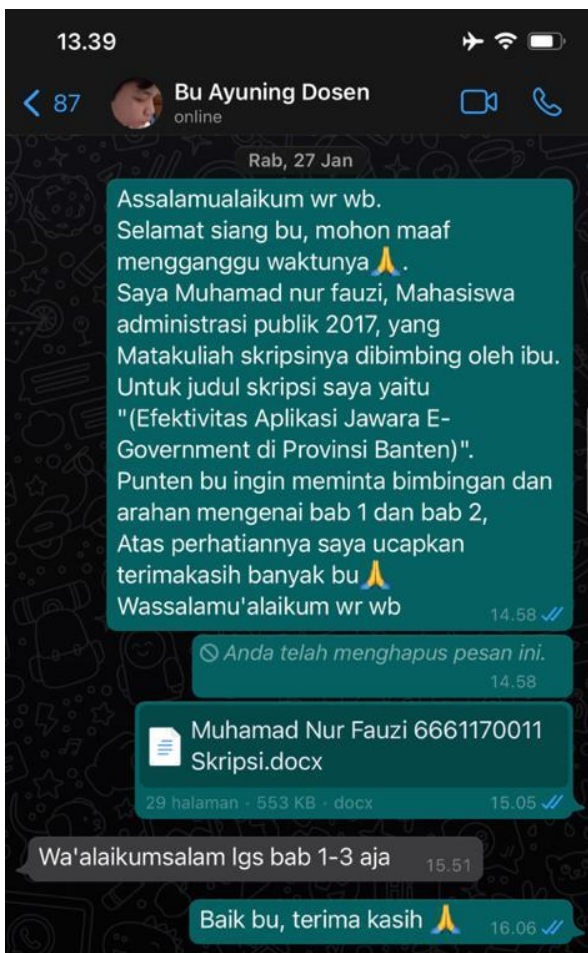 13.39
87
Bu Ayuning Dosen
online
Rab, 27 Jan
Assalamualaikum wr wb.
Selamat siang bu, mohon maaf
mengganggu waktunya🙏.
Saya Muhamad nur fauzi, Mahasiswa
administrasi publik 2017, yang
Matakuliah skripsinya dibimbing oleh ibu.
Untuk judul skripsi saya yaitu
"(Efektivitas Aplikasi Jawara E-
Government di Provinsi Banten)".
Punten bu ingin meminta bimbingan dan
arahan mengenai bab 1 dan bab 2,
Atas perhatiannya saya ucapkan
terimakasih banyak bu🙏
Wassalamu'alaikum wr wb
14.58
Anda telah menghapus pesan ini.
14.58
Muhamad Nur Fauzi 6661170011
Skripsi.docx
29 halaman · 553 KB · docx
15.05
Wa'alaikumsalam lgs bab 1-3 aja
15.51
Baik bu, terima kasih 🙏
16.06